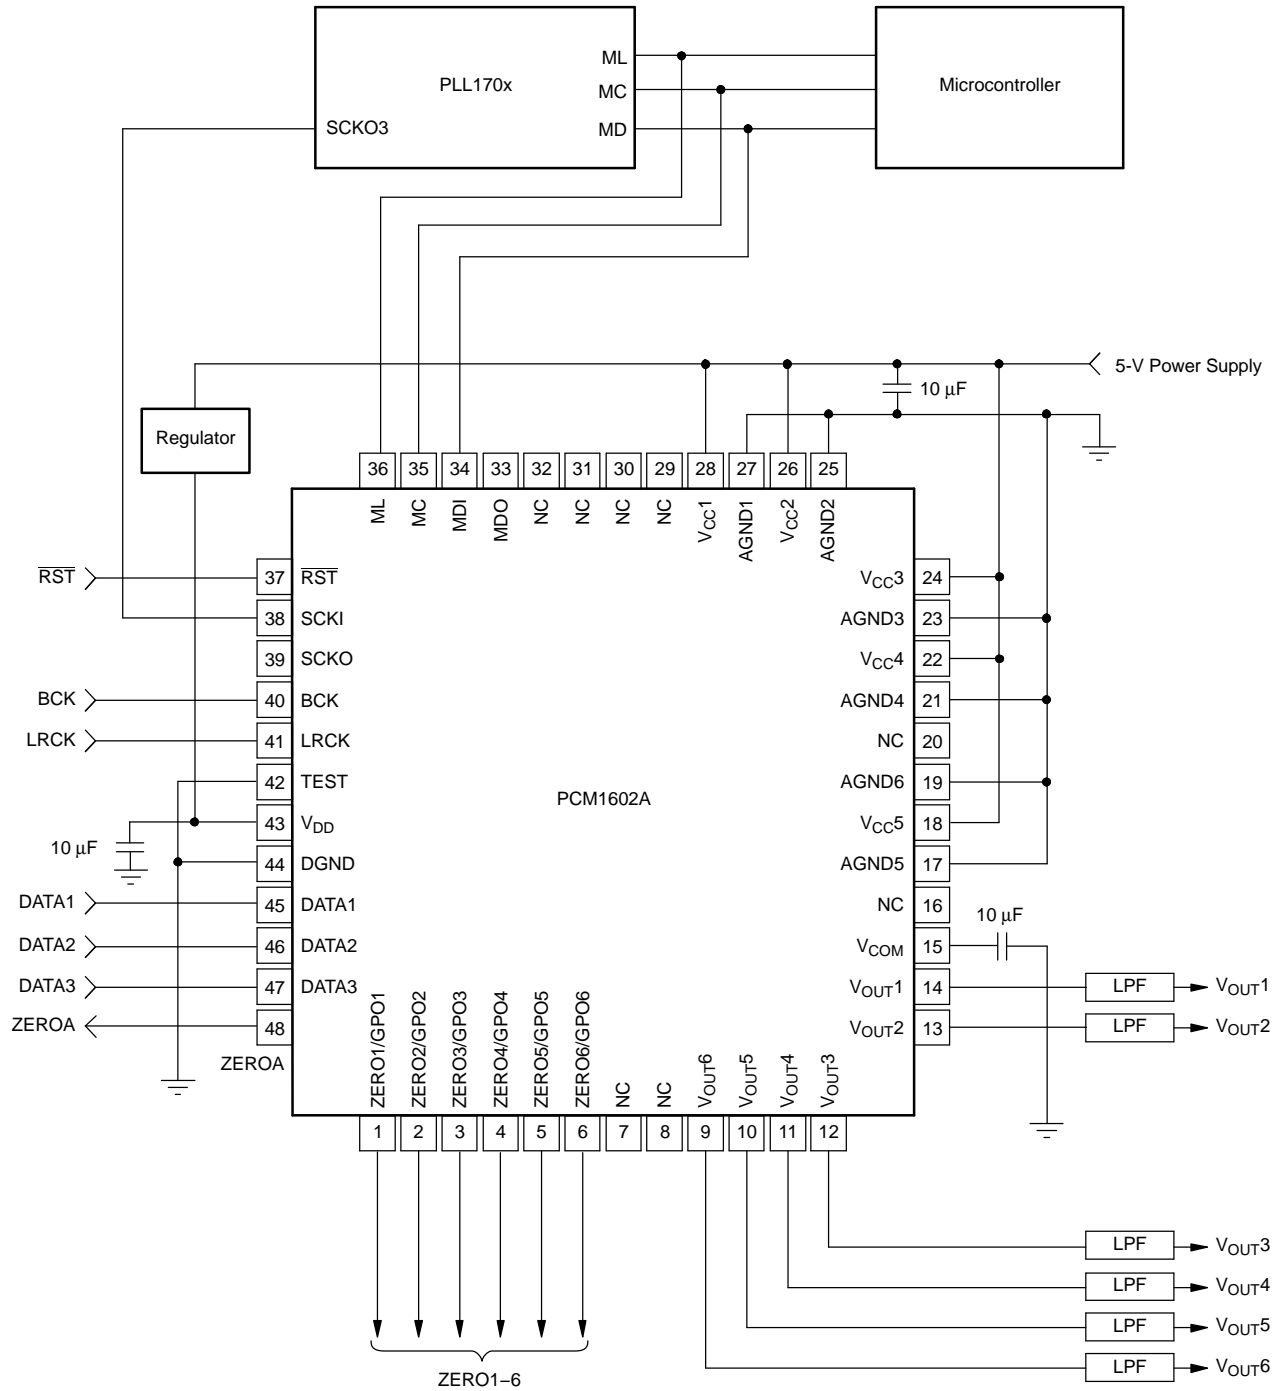 ML
PLL170x
MC
Microcontroller
SCKO3
MD
5-V Power Supply
10 μF
Regulator
36 35 34 33 32 31 30 29 28 27 26 25
ML MC MDI MDO NC NC NC NC VCC1 AGND1 VCC2 AGND2
RST 37 RST
VCC3 24
38 SCKI
AGND3 23
39 SCKO
VCC4 22
BCK 40 BCK
AGND4 21
LRCK 41 LRCK
NC 20
42 TEST
AGND6 19
PCM1602A
43 VDD
VCC5 18
10 μF
44 DGND
AGND5 17
DATA1 45 DATA1
NC 16
10 μF
DATA2 46 DATA2
VCOM 15
DATA3 47 DATA3
VOUT1 14 LPF VOUT1
ZEROA 48
VOUT2 13 LPF VOUT2
ZEROA
ZERO1/GPO1 ZERO2/GPO2 ZERO3/GPO3 ZERO4/GPO4 ZERO5/GPO5 ZERO6/GPO6 NC NC VOUT6 VOUT5 VOUT4 VOUT3
1 2 3 4 5 6 7 8 9 10 11 12
LPF VOUT3
LPF VOUT4
LPF VOUT5
LPF VOUT6
ZERO1–6